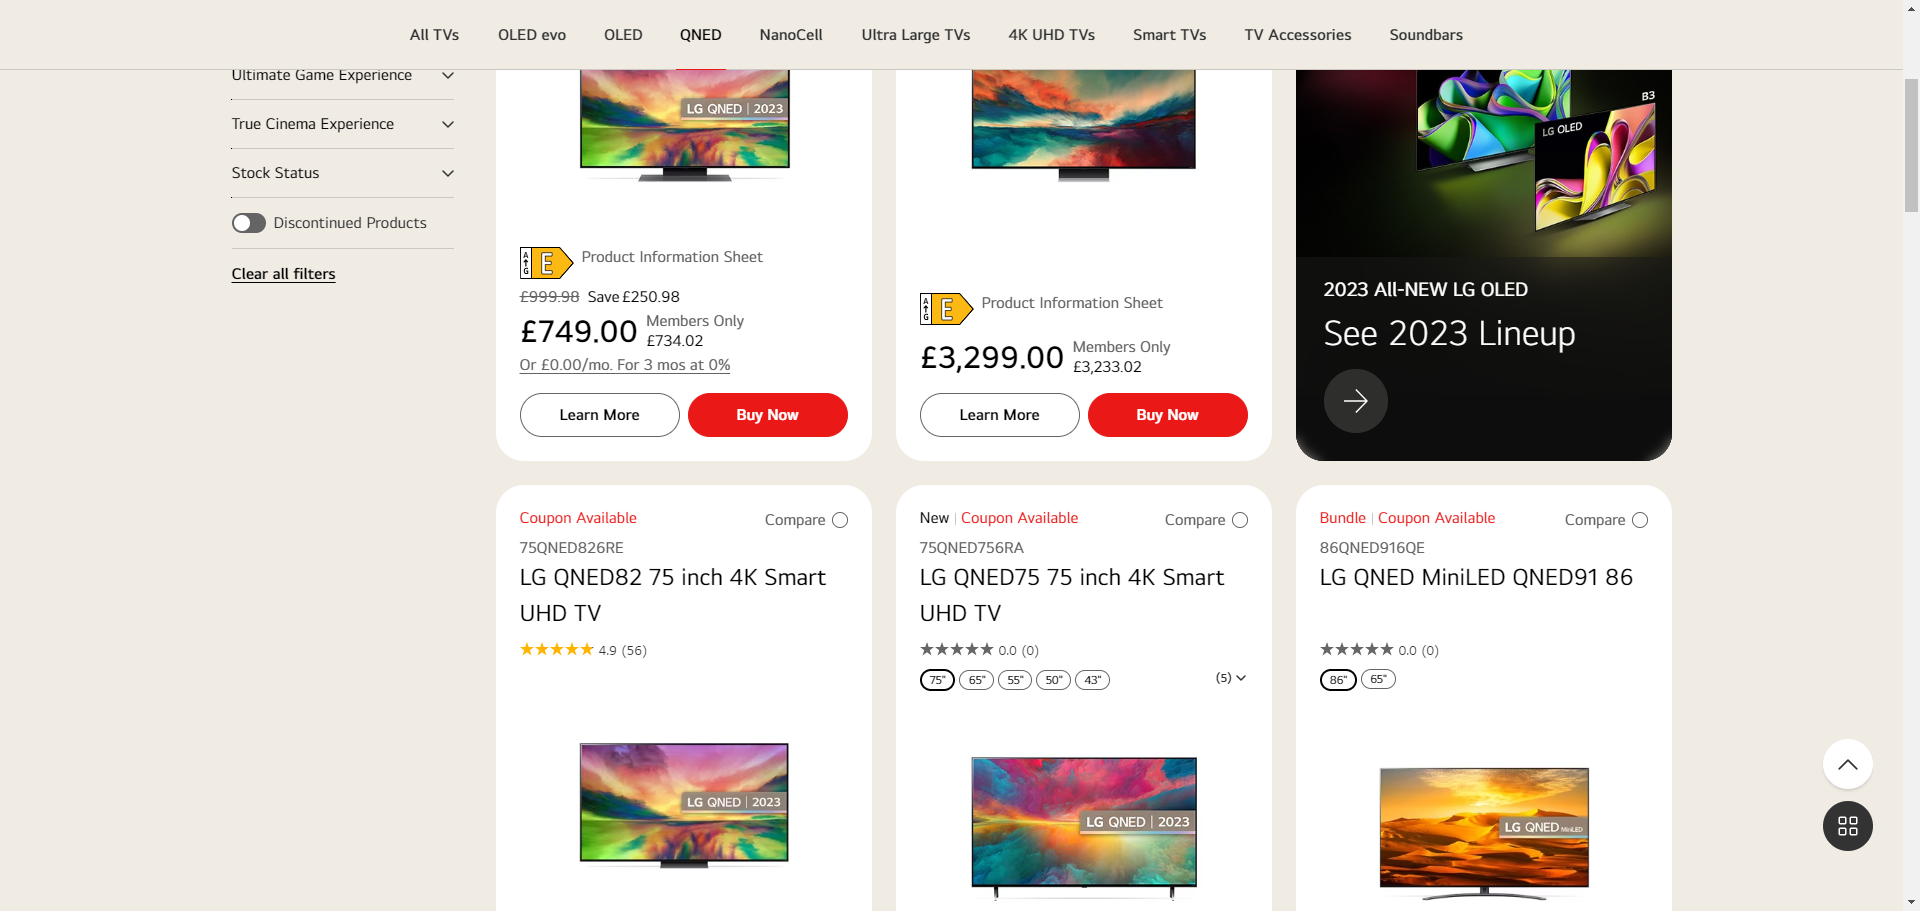 All TVs
OLED evo
OLED
QNED
NanoCell
Ultra Large TVs
4K UHD TVs
Smart TVs
TV Accessories
Soundbars
Ultimate Game Experience
True Cinema Experience
Stock Status
Discontinued Products
Clear all filters
LG QNED | 2023
A
G
E
Product Information Sheet
£999.98 Save £250.98
£749.00
Members Only
£734.02
Or £0.00/mo. For 3 mos at 0%
Learn More
Buy Now
A
G
E
Product Information Sheet
£3,299.00
Members Only
£3,233.02
Learn More
Buy Now
B3
LG OLED
2023 All-NEW LG OLED
See 2023 Lineup
Coupon Available
Compare
75QNED826RE
LG QNED82 75 inch 4K Smart
UHD TV
4.9 (56)
LG QNED | 2023
New | Coupon Available
Compare
75QNED756RA
LG QNED75 75 inch 4K Smart
UHD TV
0.0 (0)
75" 65" 55" 50" 43" (5)
LG QNED | 2023
Bundle | Coupon Available
Compare
86QNED916QE
LG QNED MiniLED QNED91 86
0.0 (0)
86" 65"
LG QNED MiniLED